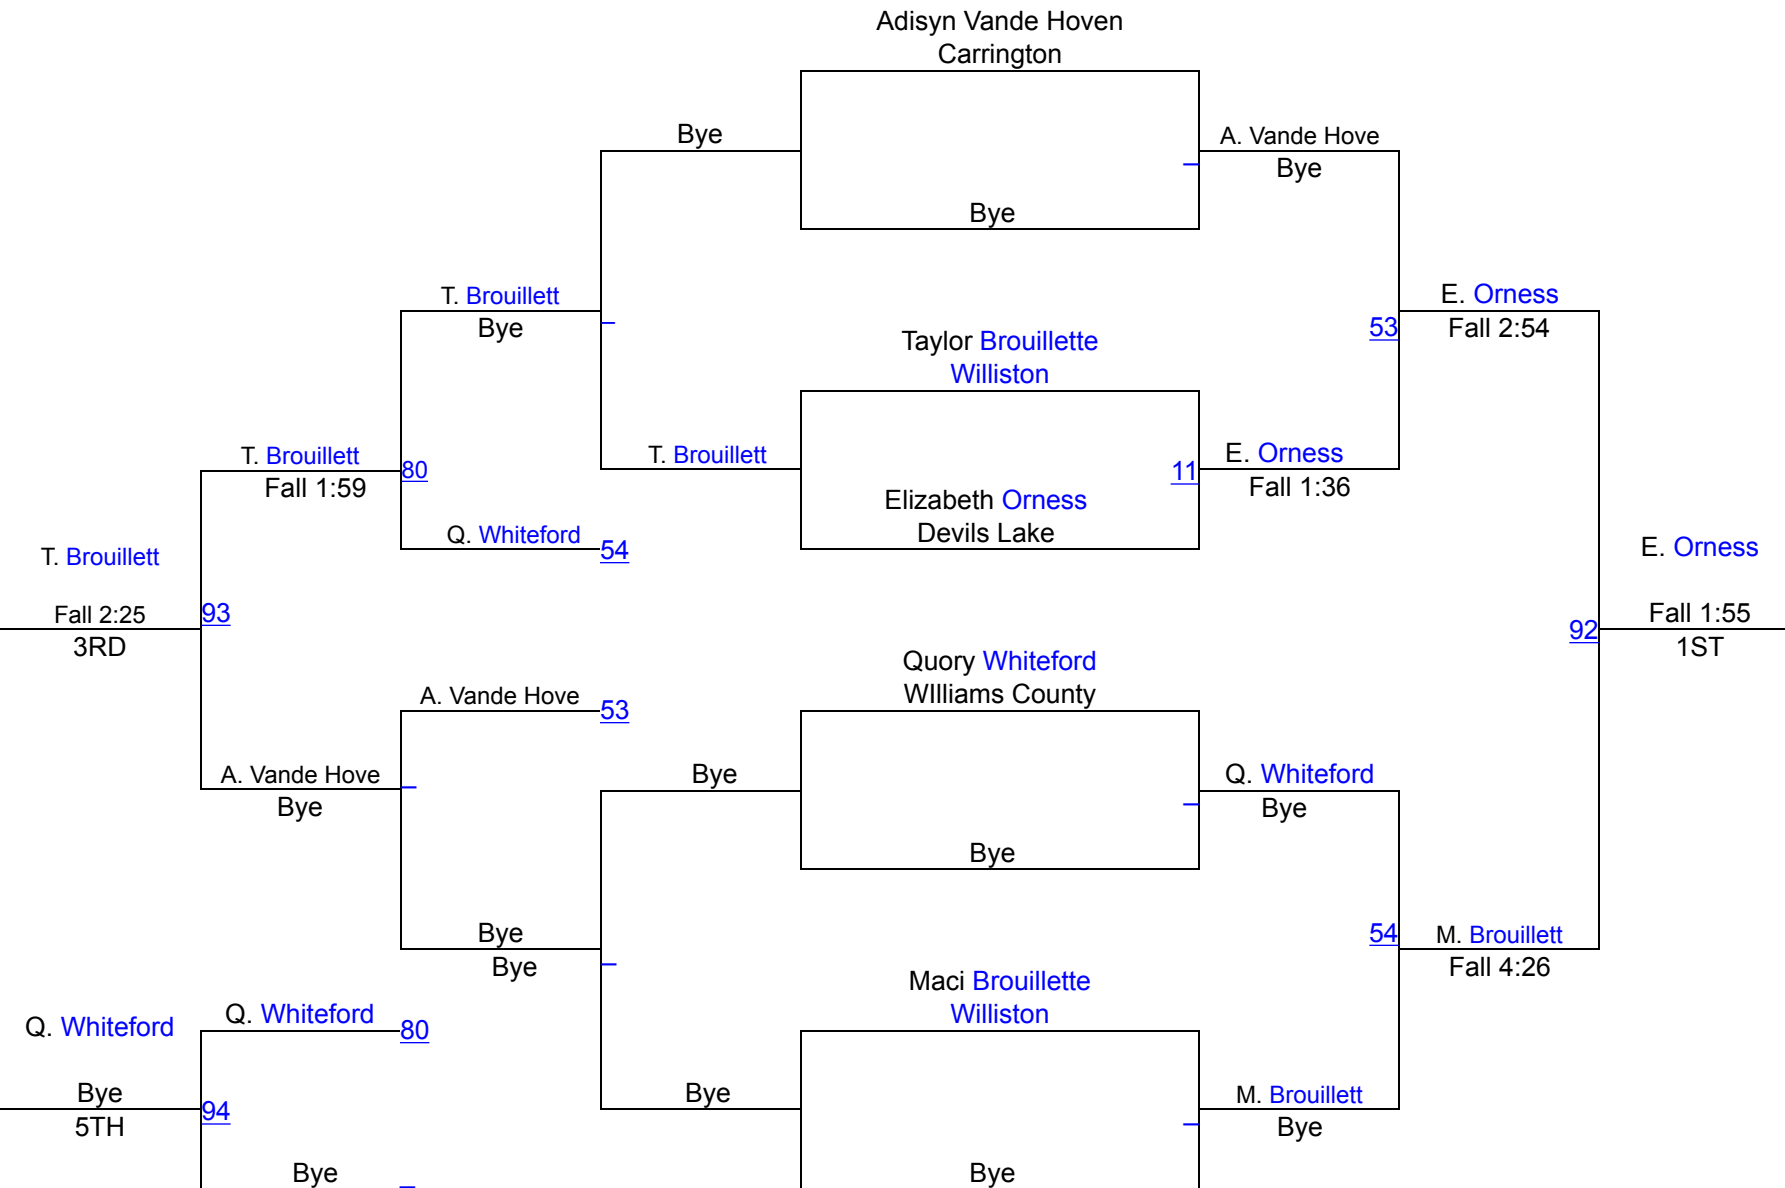 Adisyn Vande Hoven
Carrington
Bye
A. Vande Hove
Bye
Bye
T. Brouillett
Bye
E. Orness
Fall 2:54
53
Taylor Brouillette
Williston
T. Brouillett
Fall 1:59
80
T. Brouillett
11
E. Orness
Fall 1:36
Elizabeth Orness
Devils Lake
Q. Whiteford
54
T. Brouillett
Fall 2:25
3RD
93
E. Orness
Fall 1:55
1ST
92
Quory Whiteford
WIlliams County
A. Vande Hove
53
A. Vande Hove
Bye
Bye
Q. Whiteford
Bye
Bye
Bye
Bye
54
M. Brouillett
Fall 4:26
Maci Brouillette
Williston
Q. Whiteford
Q. Whiteford
80
Bye
5TH
94
Bye
M. Brouillett
Bye
Bye
Bye